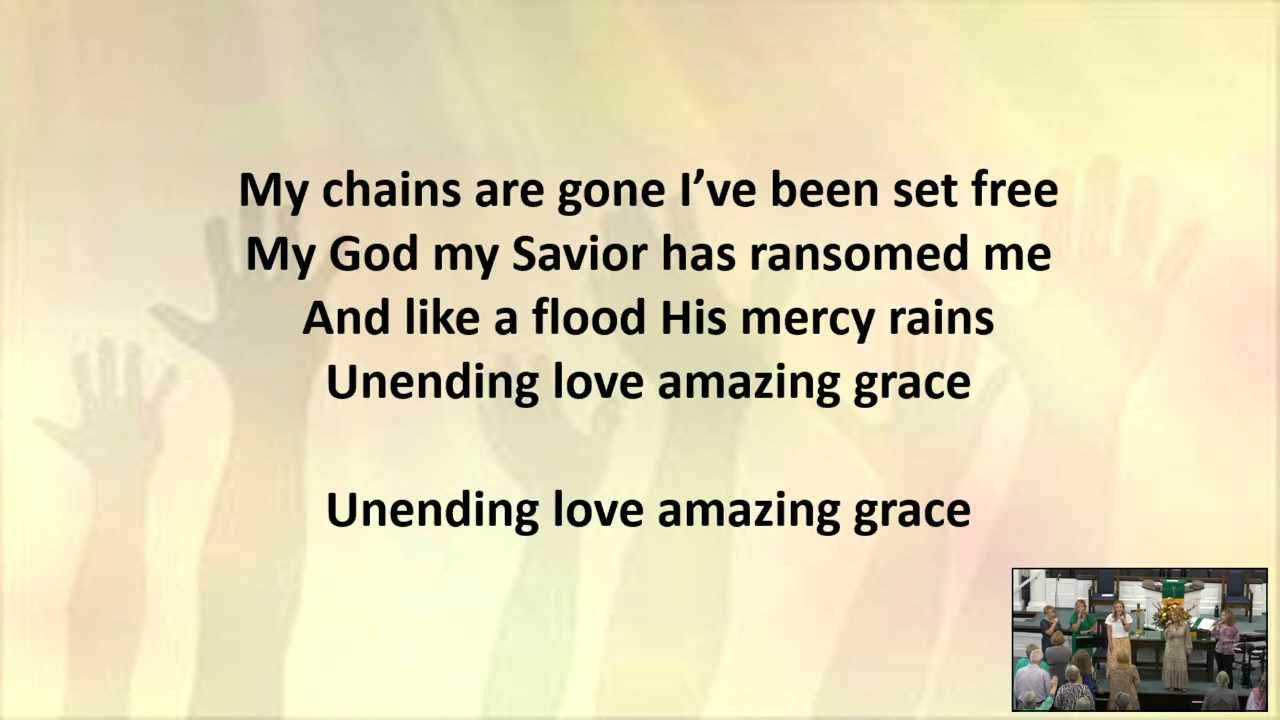 My chains are gone I’ve been set free
My God my Savior has ransomed me
And like a flood His mercy rains
Unending love amazing grace
Unending love amazing grace